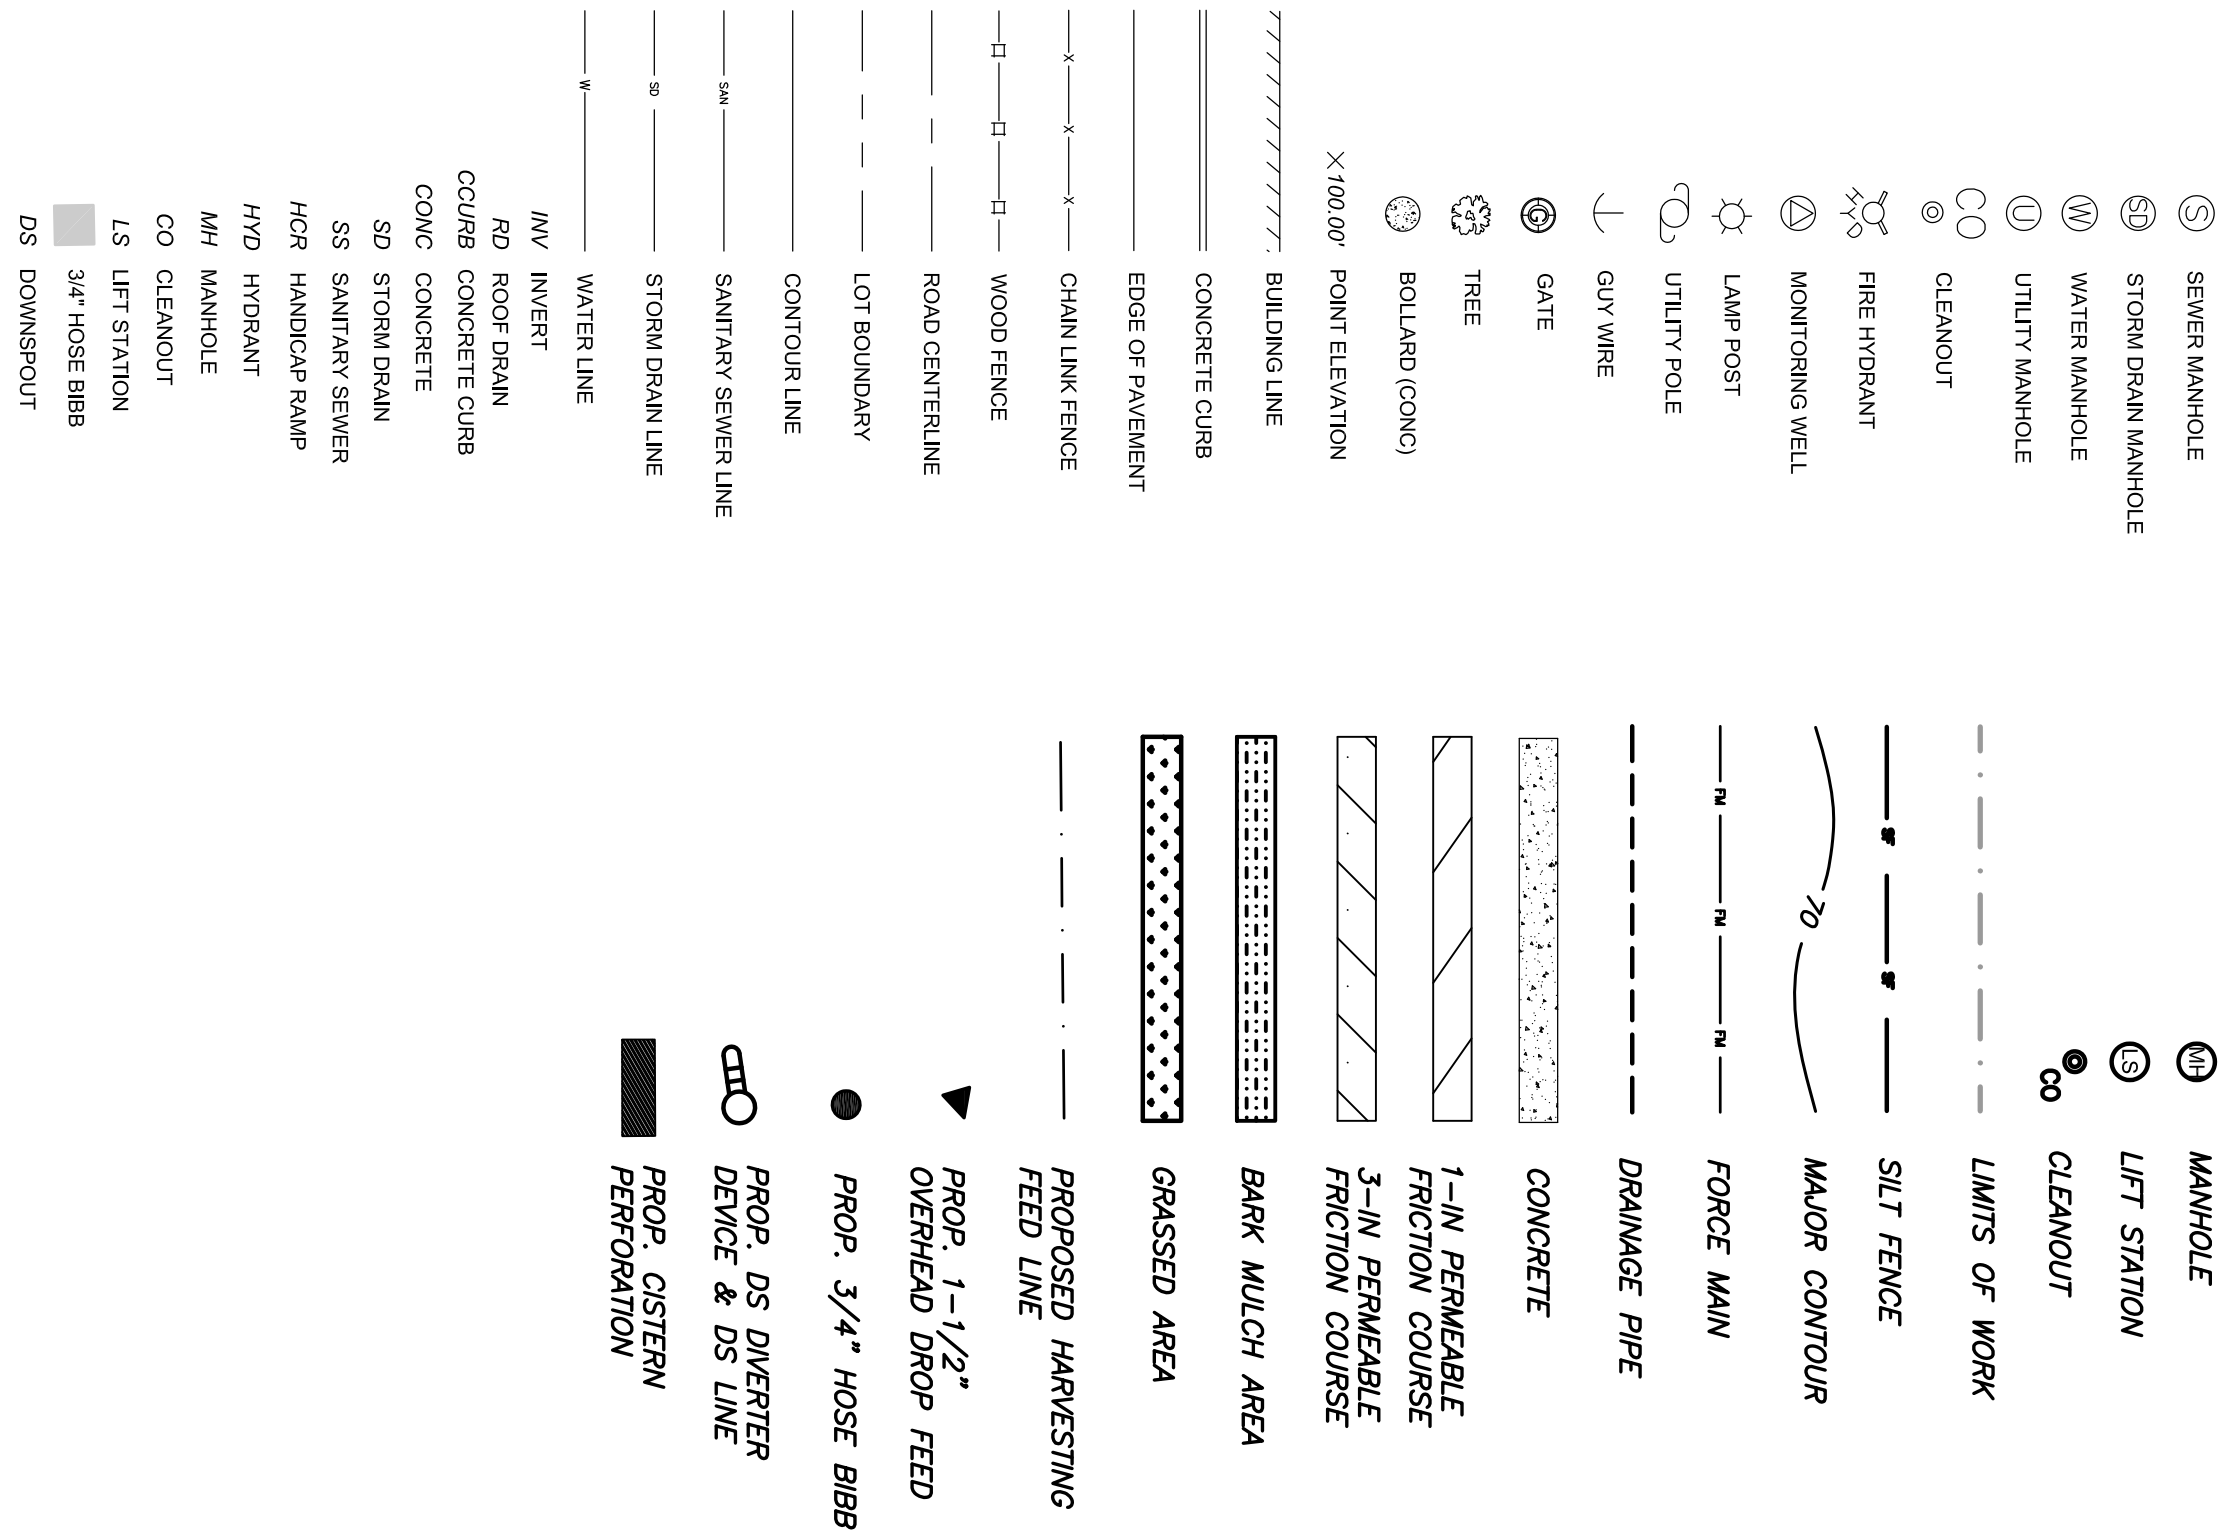 S SEWER MANHOLE
SD STORM DRAIN MANHOLE
W WATER MANHOLE
U UTILITY MANHOLE
CO CLEANOUT
HYD FIRE HYDRANT
MONITORING WELL
LAMP POST
UTILITY POLE
GUY WIRE
G GATE
TREE
BOLLARD (CONC)
×100.00' POINT ELEVATION
BUILDING LINE
CONCRETE CURB
EDGE OF PAVEMENT
X X X CHAIN LINK FENCE
WOOD FENCE
ROAD CENTERLINE
LOT BOUNDARY
CONTOUR LINE
SAN SANITARY SEWER LINE
SD STORM DRAIN LINE
W WATER LINE
INV INVERT
RD ROOF DRAIN
CCURB CONCRETE CURB
CONC CONCRETE
SD STORM DRAIN
SS SANITARY SEWER
HCR HANDICAP RAMP
HYD HYDRANT
MH MANHOLE
CO CLEANOUT
LS LIFT STATION
3/4" HOSE BIBB
DS DOWNSPOUT
MH MANHOLE
LS LIFT STATION
CO CLEANOUT
LIMITS OF WORK
SF SF SILT FENCE
70 MAJOR CONTOUR
FM FM FM FORCE MAIN
DRAINAGE PIPE
CONCRETE
1-IN PERMEABLE
FRICTION COURSE
3-IN PERMEABLE
FRICTION COURSE
BARK MULCH AREA
GRASSED AREA
PROPOSED HARVESTING
FEED LINE
PROP. 1-1/2"
OVERHEAD DROP FEED
PROP. 3/4" HOSE BIBB
PROP. DS DIVERTER
DEVICE & DS LINE
PROP. CISTERN
PERFORATION